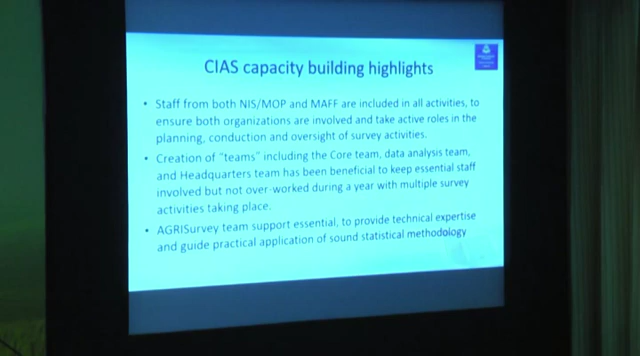 CIAS capacity building highlights
• Staff from both NIS/MOP and MAFF are included in all activities, to
ensure both organizations are involved and take active roles in the
planning, conduction and oversight of survey activities.
• Creation of "teams" including the Core team, data analysis team,
and Headquarters team has been beneficial to keep essential staff
involved but not over-worked during a year with multiple survey
activities taking place.
• AGRISurvey team support essential, to provide technical expertise
and guide practical application of sound statistical methodology